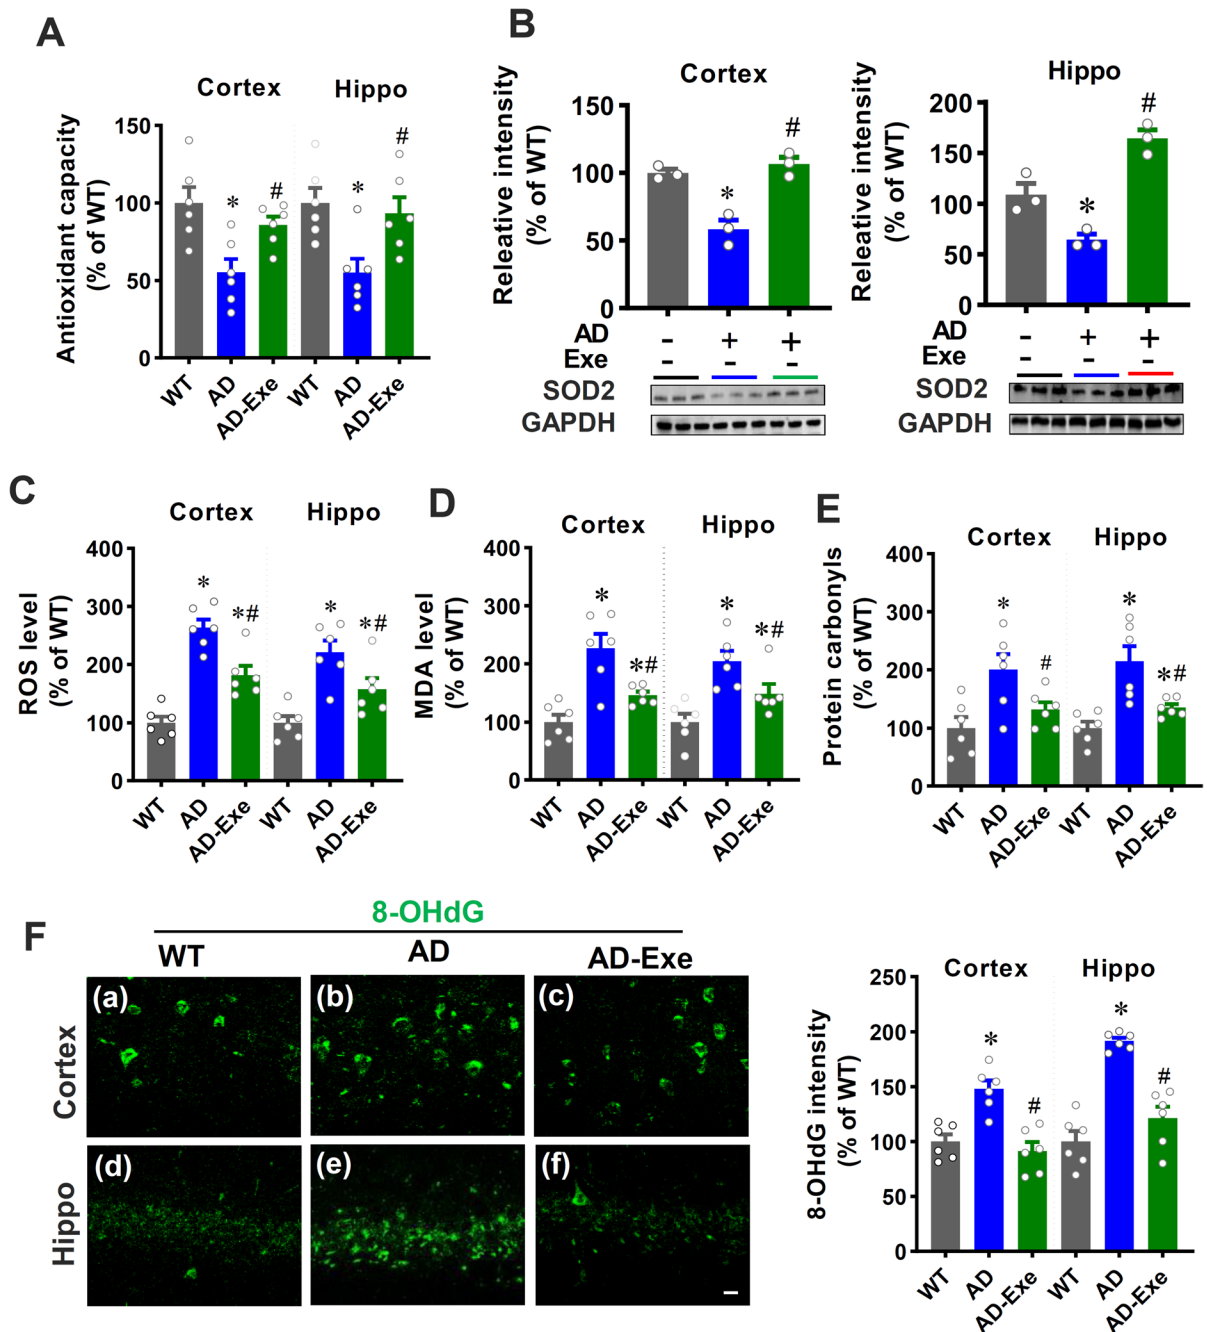 A
Cortex
Hippo
Antioxidant capacity
(% of WT)
150
100
50
0
*
#
*
#
WT
AD
AD-Exe
WT
AD
AD-Exe
B
Cortex
Releative intensity
(% of WT)
150
100
50
0
*
#
AD - + +
Exe - - -
SOD2
GAPDH
Hippo
Releative intensity
(% of WT)
200
150
100
50
0
*
#
AD - + +
Exe - - -
SOD2
GAPDH
C
Cortex
Hippo
ROS level
(% of WT)
400
300
200
100
0
*
*#
*
*#
WT
AD
AD-Exe
WT
AD
AD-Exe
D
Cortex
Hippo
MDA level
(% of WT)
400
300
200
100
0
*
*#
*
*#
WT
AD
AD-Exe
WT
AD
AD-Exe
E
Cortex
Hippo
Protein carbonyls
(% of WT)
400
300
200
100
0
*
#
*
*#
WT
AD
AD-Exe
WT
AD
AD-Exe
F
8-OHdG
WT
AD
AD-Exe
Cortex
(a)
(b)
(c)
Hippo
(d)
(e)
(f)
Cortex
Hippo
8-OHdG intensity
(% of WT)
250
200
150
100
50
0
*
#
*
#
WT
AD
AD-Exe
WT
AD
AD-Exe